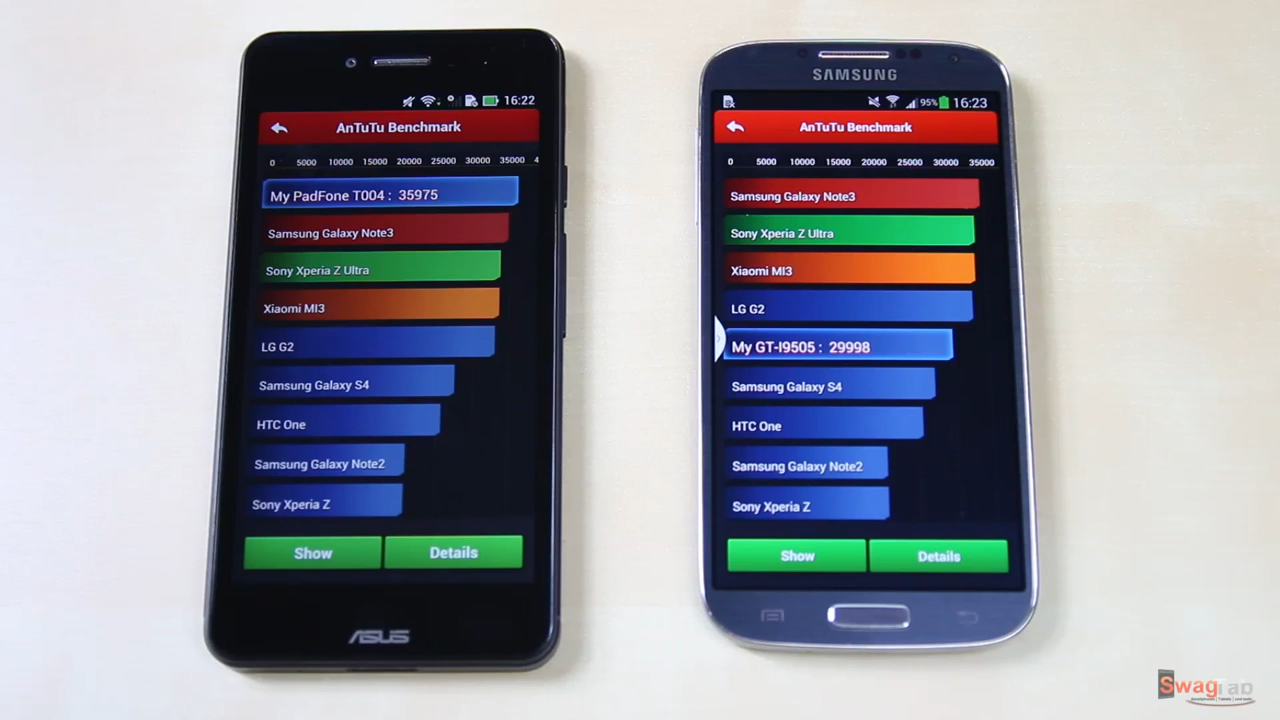 16:22
AnTuTu Benchmark
0 5000 10000 15000 20000 25000 30000 35000 4
My PadFone T004 : 35975
Samsung Galaxy Note3
Sony Xperia Z Ultra
Xiaomi MI3
LG G2
Samsung Galaxy S4
HTC One
Samsung Galaxy Note2
Sony Xperia Z
Show Details
ASUS
SAMSUNG
95% 16:23
AnTuTu Benchmark
0 5000 10000 15000 20000 25000 30000 35000
Samsung Galaxy Note3
Sony Xperia Z Ultra
Xiaomi MI3
LG G2
My GT-I9505 : 29998
Samsung Galaxy S4
HTC One
Samsung Galaxy Note2
Sony Xperia Z
Show Details
SwagTab